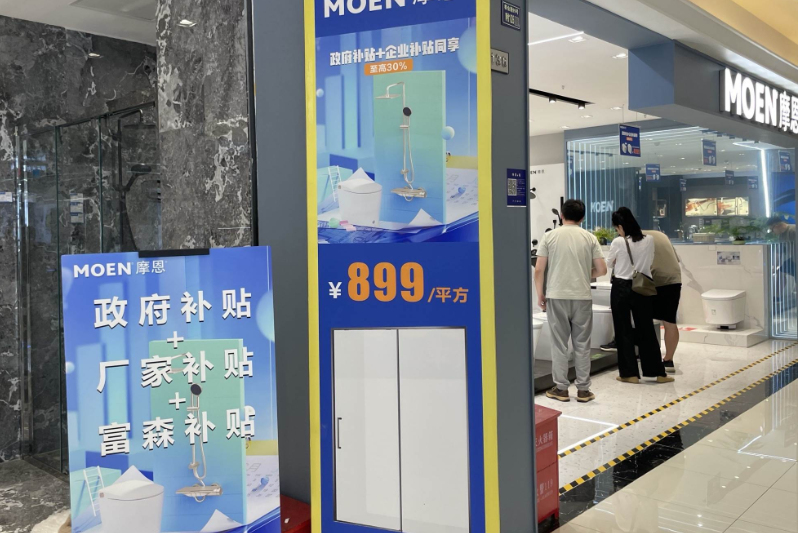 MOEN 摩恩
政府补贴+企业补贴同享
至高30%
¥899/平方
MOEN 摩恩
政府补贴
+
厂家补贴
+
富森补贴
MOEN 摩恩
MOEN